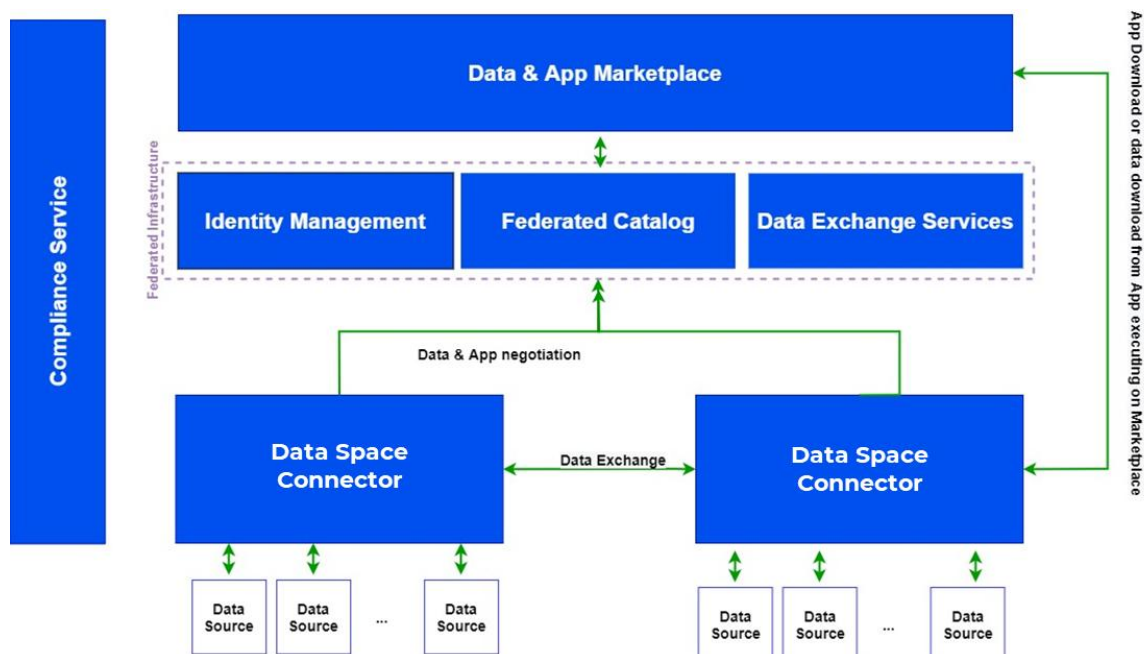 Data & App Marketplace
Federated Infrastructure
Identity Management
Federated Catalog
Data Exchange Services
Compliance Service
App Download or data download from App executing on Marketplace
Data & App negotiation
Data Space
Connector
Data Exchange
Data Space
Connector
Data
Source
Data
Source
...
Data
Source
Data
Source
Data
Source
...
Data
Source